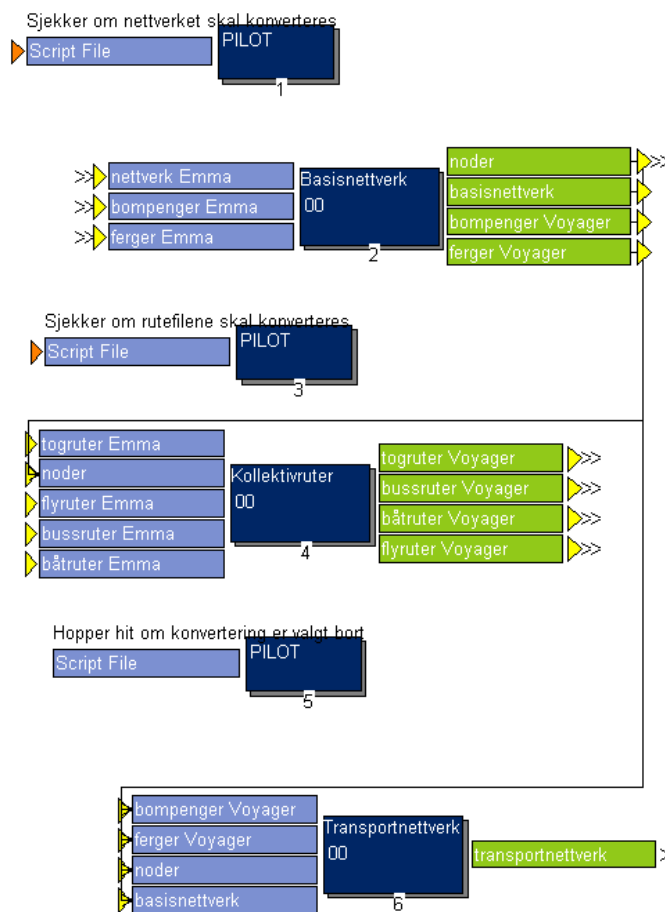 Sjekker om nettverket skal konverteres
Script File
PILOT
1
nettverk Emma
bompenger Emma
ferger Emma
Basisnettverk
00
2
noder
basisnettverk
bompenger Voyager
ferger Voyager
Sjekker om rutefilene skal konverteres
Script File
PILOT
3
togruter Emma
noder
flyruter Emma
bussruter Emma
båtruter Emma
Kollektivruter
00
4
togruter Voyager
bussruter Voyager
båtruter Voyager
flyruter Voyager
Hopper hit om konvertering er valgt bort
Script File
PILOT
5
bompenger Voyager
ferger Voyager
noder
basisnettverk
Transportnettverk
00
6
transportnettverk